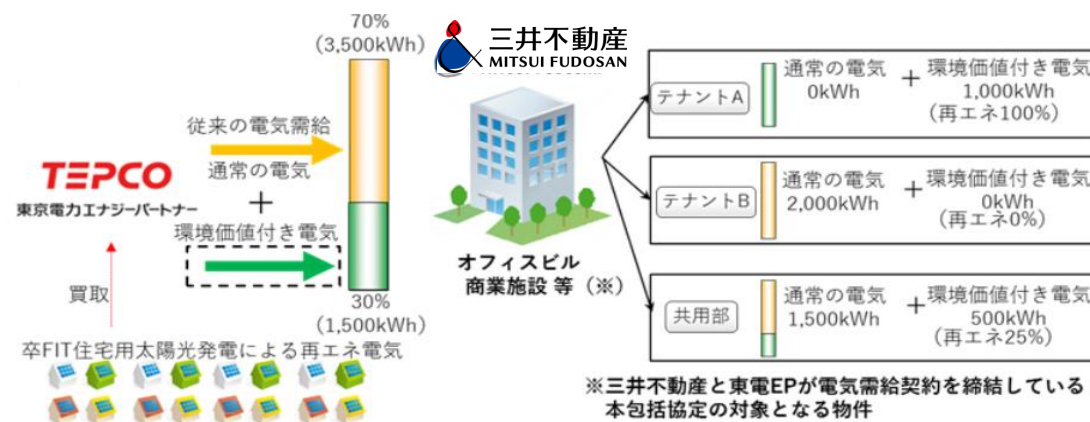 70%
(3,500kWh)
従来の電気需給
通常の電気
+
環境価値付き電気
TEPCO
東京電力エナジーパートナー
買取
30%
(1,500kWh)
卒FIT住宅用太陽光発電による再エネ電気
三井不動産
MITSUI FUDOSAN
オフィスビル
商業施設 等（※）
テナントA
通常の電気
0kWh
+
環境価値付き電気
1,000kWh
(再エネ100%)
テナントB
通常の電気
2,000kWh
+
環境価値付き電気
0kWh
(再エネ0%)
共用部
通常の電気
1,500kWh
+
環境価値付き電気
500kWh
(再エネ25%)
※三井不動産と東電EPが電気需給契約を締結している
本包括協定の対象となる物件